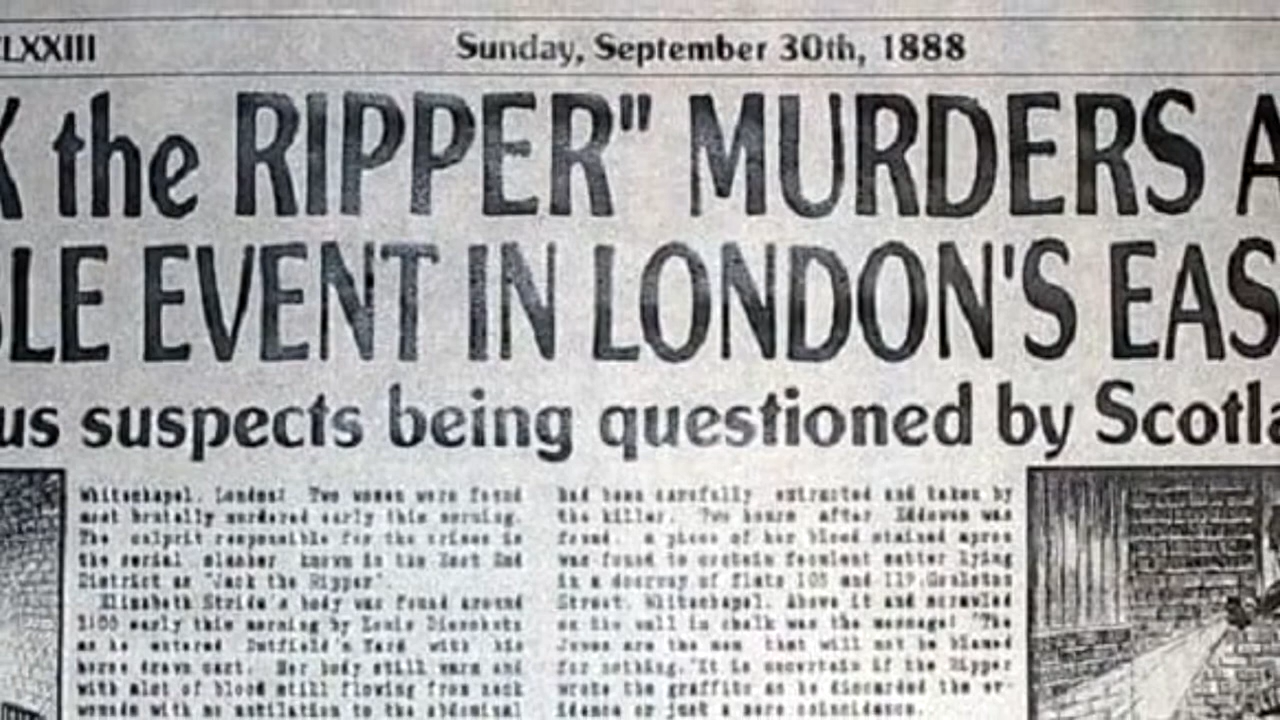 LXXIII
Sunday, September 30th, 1888
K the RIPPER" MURDERS A
LE EVENT IN LONDON'S EAS
us suspects being questioned by Scotla
Whitechapel, London! Two women were found
most brutally murdered early this morning.
The culprit responsible for the crimes is
the serial slasher known in the East End
District as "Jack the Ripper".
Elizabeth Stride's body was found around
1:00 early this morning by Louis Diemshutz
as he entered Dutfield's Yard with his
horse drawn cart. Her body still warm and
with alot of blood still flowing from neck
wounds with no mutilation to the abdominal
had been carefully extracted and taken by
the killer. Two hours after Eddowes was
found, a piece of her blood stained apron
was found to contain feculent matter lying
in a doorway of flats 108 and 119, Goulston
Street, Whitechapel. Above it and scrawled
on the wall in chalk was the message! "The
Juwes are the men that will not be blamed
for nothing." It is uncertain if the Ripper
wrote the graffito as he discarded the ev-
idence or just a mere coincidence.